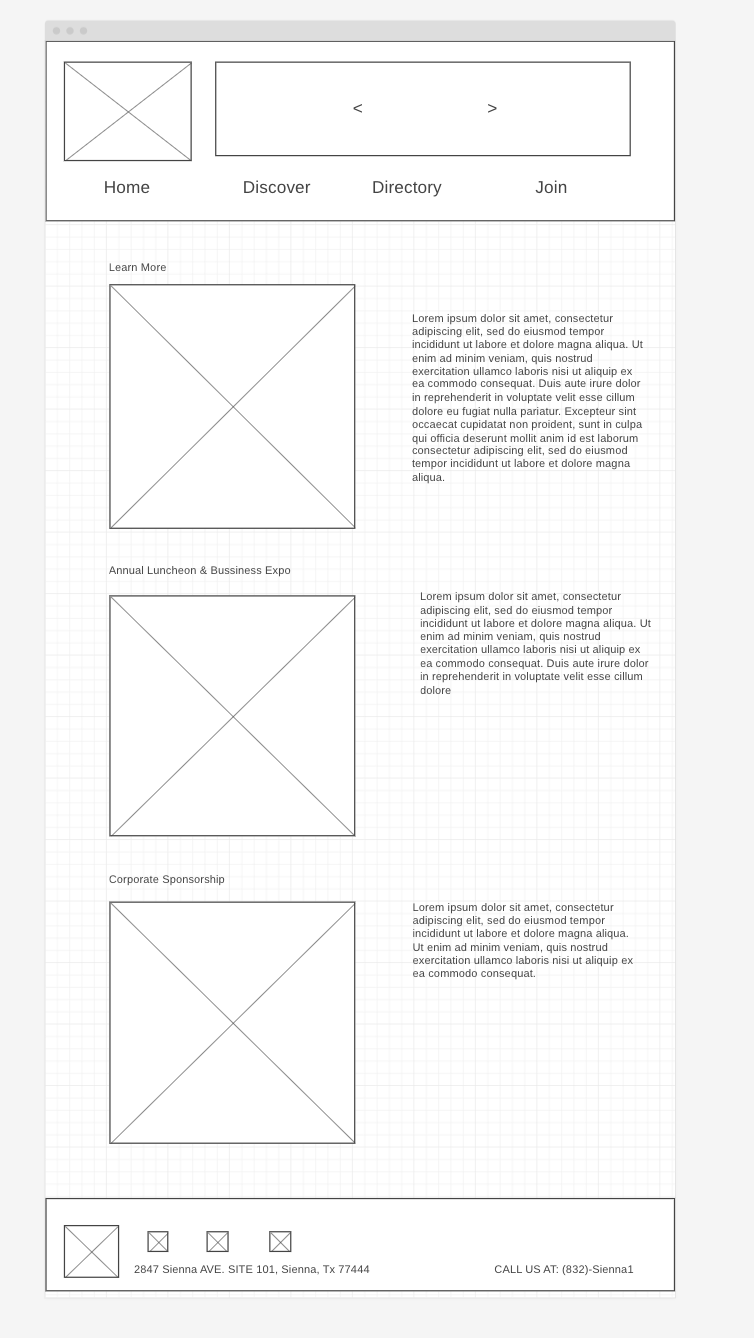 < >
Home Discover Directory Join
Learn More
Lorem ipsum dolor sit amet, consectetur
adipiscing elit, sed do eiusmod tempor
incididunt ut labore et dolore magna aliqua. Ut
enim ad minim veniam, quis nostrud
exercitation ullamco laboris nisi ut aliquip ex
ea commodo consequat. Duis aute irure dolor
in reprehenderit in voluptate velit esse cillum
dolore eu fugiat nulla pariatur. Excepteur sint
occaecat cupidatat non proident, sunt in culpa
qui officia deserunt mollit anim id est laborum
consectetur adipiscing elit, sed do eiusmod
tempor incididunt ut labore et dolore magna
aliqua.
Annual Luncheon & Bussiness Expo
Lorem ipsum dolor sit amet, consectetur
adipiscing elit, sed do eiusmod tempor
incididunt ut labore et dolore magna aliqua. Ut
enim ad minim veniam, quis nostrud
exercitation ullamco laboris nisi ut aliquip ex
ea commodo consequat. Duis aute irure dolor
in reprehenderit in voluptate velit esse cillum
dolore
Corporate Sponsorship
Lorem ipsum dolor sit amet, consectetur
adipiscing elit, sed do eiusmod tempor
incididunt ut labore et dolore magna aliqua.
Ut enim ad minim veniam, quis nostrud
exercitation ullamco laboris nisi ut aliquip ex
ea commodo consequat.
2847 Sienna AVE. SITE 101, Sienna, Tx 77444
CALL US AT: (832)-Sienna1